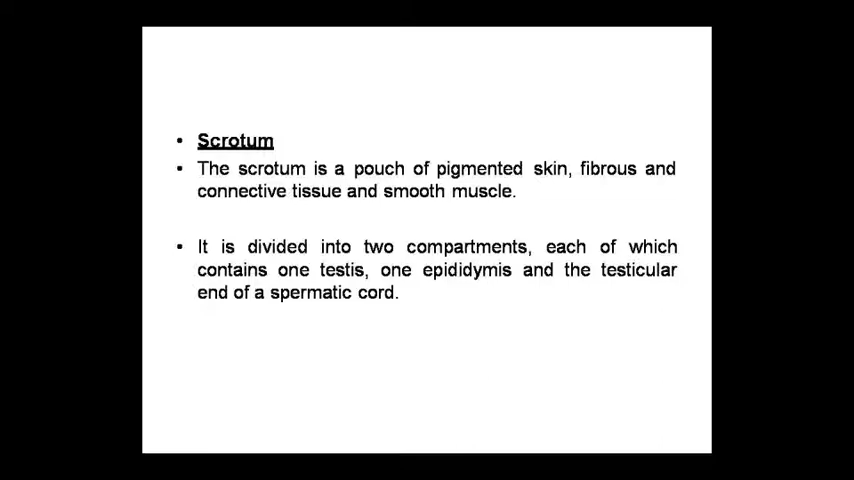 • Scrotum
• The scrotum is a pouch of pigmented skin, fibrous and
connective tissue and smooth muscle.
• It is divided into two compartments, each of which
contains one testis, one epididymis and the testicular
end of a spermatic cord.